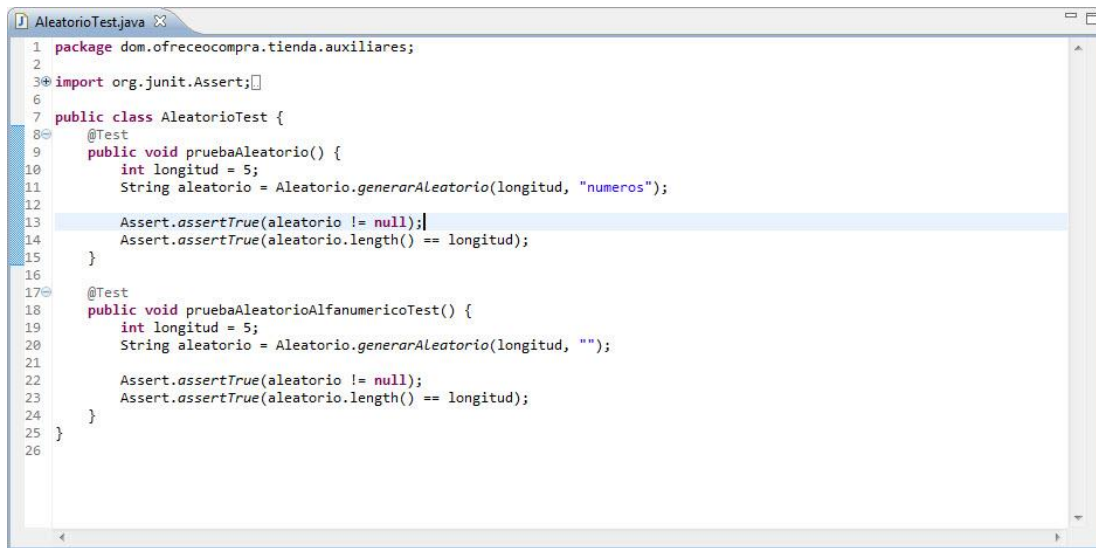 AleatorioTest.java
1 package dom.ofreceocompra.tienda.auxiliares;
2
3 import org.junit.Assert;
6
7 public class AleatorioTest {
8     @Test
9     public void pruebaAleatorio() {
10         int longitud = 5;
11         String aleatorio = Aleatorio.generarAleatorio(longitud, "numeros");
12
13         Assert.assertTrue(aleatorio != null);
14         Assert.assertTrue(aleatorio.length() == longitud);
15     }
16
17     @Test
18     public void pruebaAleatorioAlfanumericoTest() {
19         int longitud = 5;
20         String aleatorio = Aleatorio.generarAleatorio(longitud, "");
21
22         Assert.assertTrue(aleatorio != null);
23         Assert.assertTrue(aleatorio.length() == longitud);
24     }
25 }
26